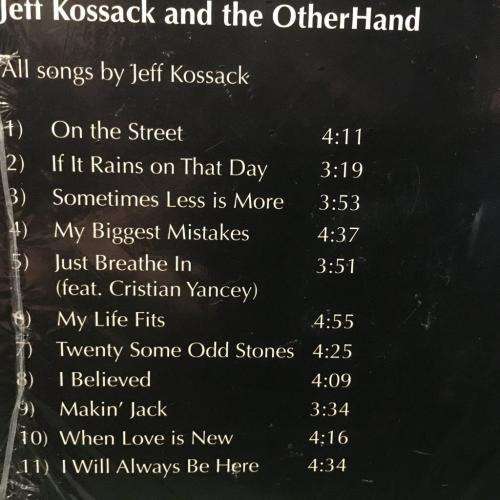 Jeff Kossack and the OtherHand
All songs by Jeff Kossack
1) On the Street 4:11
2) If It Rains on That Day 3:19
3) Sometimes Less is More 3:53
4) My Biggest Mistakes 4:37
5) Just Breathe In 3:51
(feat. Cristian Yancey)
6) My Life Fits 4:55
7) Twenty Some Odd Stones 4:25
8) I Believed 4:09
9) Makin' Jack 3:34
10) When Love is New 4:16
11) I Will Always Be Here 4:34